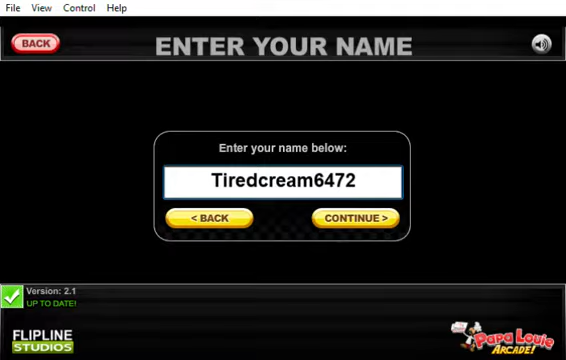 File View Control Help
BACK
ENTER YOUR NAME
Enter your name below:
Tiredcream6472
< BACK
CONTINUE >
Version: 2.1
UP TO DATE!
FLIPLINE
STUDIOS
Papa Louie
ARCADE!